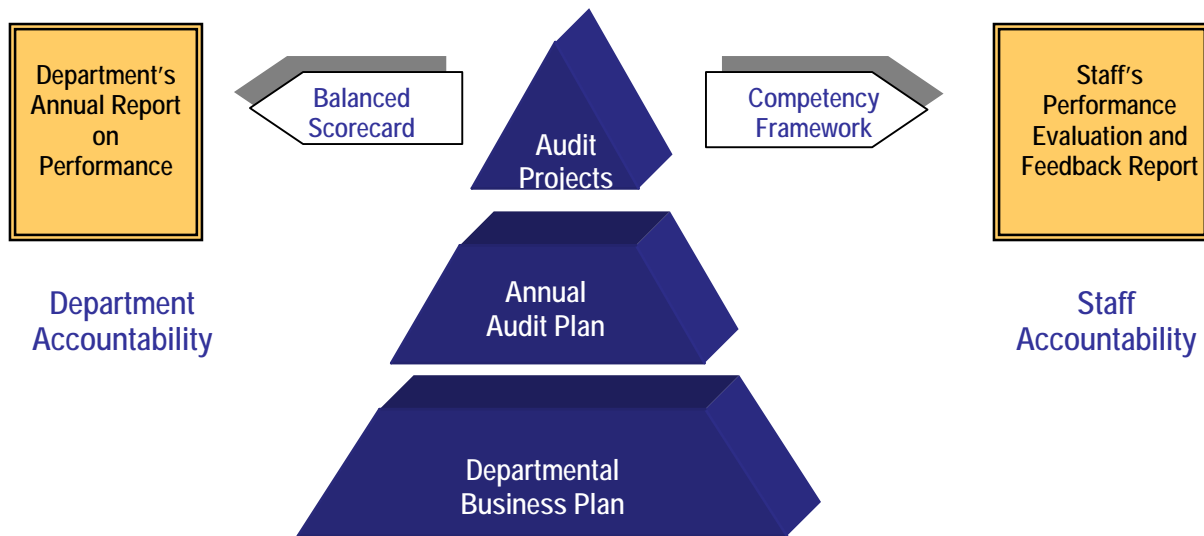 Department's
Annual Report
on
Performance
Balanced
Scorecard
Audit
Projects
Competency
Framework
Staff's
Performance
Evaluation and
Feedback Report
Department
Accountability
Annual
Audit Plan
Staff
Accountability
Departmental
Business Plan